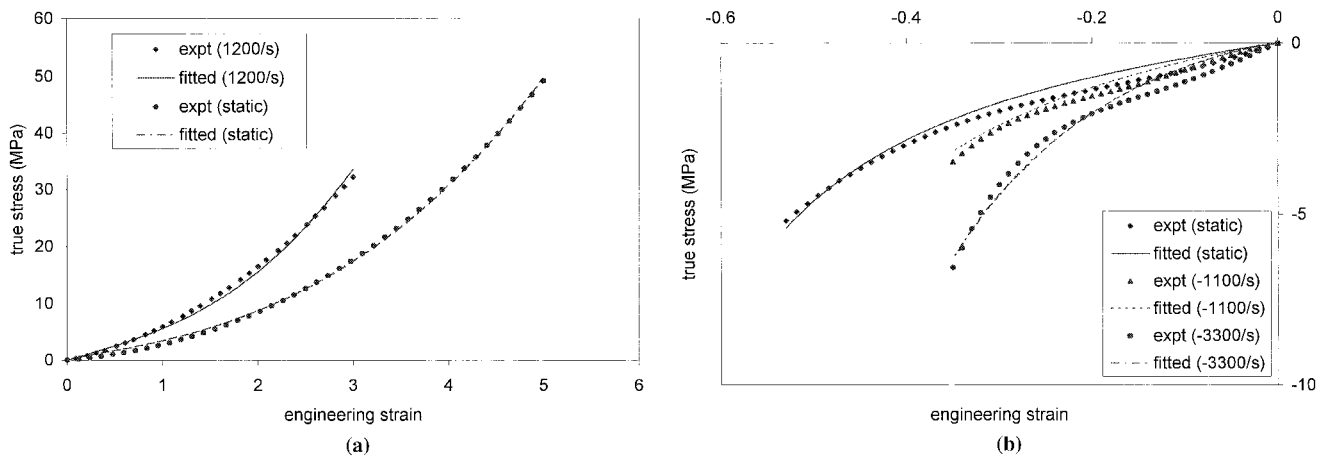 60
50
40
30
20
10
0
true stress (MPa)
expt (1200/s)
fitted (1200/s)
expt (static)
fitted (static)
0 1 2 3 4 5 6
engineering strain
(a)
-0.6 -0.4 -0.2 0
0
-5
-10
true stress (MPa)
expt (static)
fitted (static)
expt (-1100/s)
fitted (-1100/s)
expt (-3300/s)
fitted (-3300/s)
engineering strain
(b)